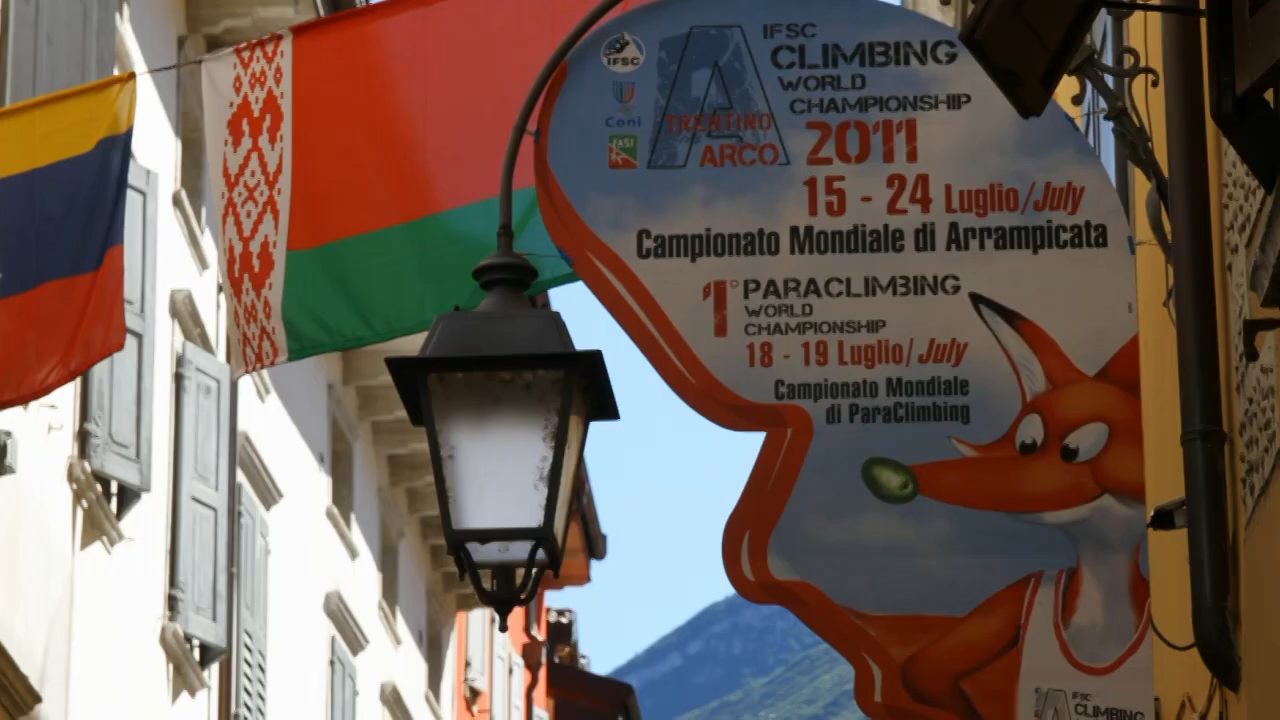 IFSC
CLIMBING
WORLD
CHAMPIONSHIP
2011
IFSC
Coni
FASI
A
TRENTINO
ARCO
15 - 24 Luglio/July
Campionato Mondiale di Arrampicata
1° PARACLIMBING
WORLD
CHAMPIONSHIP
18 - 19 Luglio/July
Campionato Mondiale
di ParaClimbing
IFSC
CLIMBING